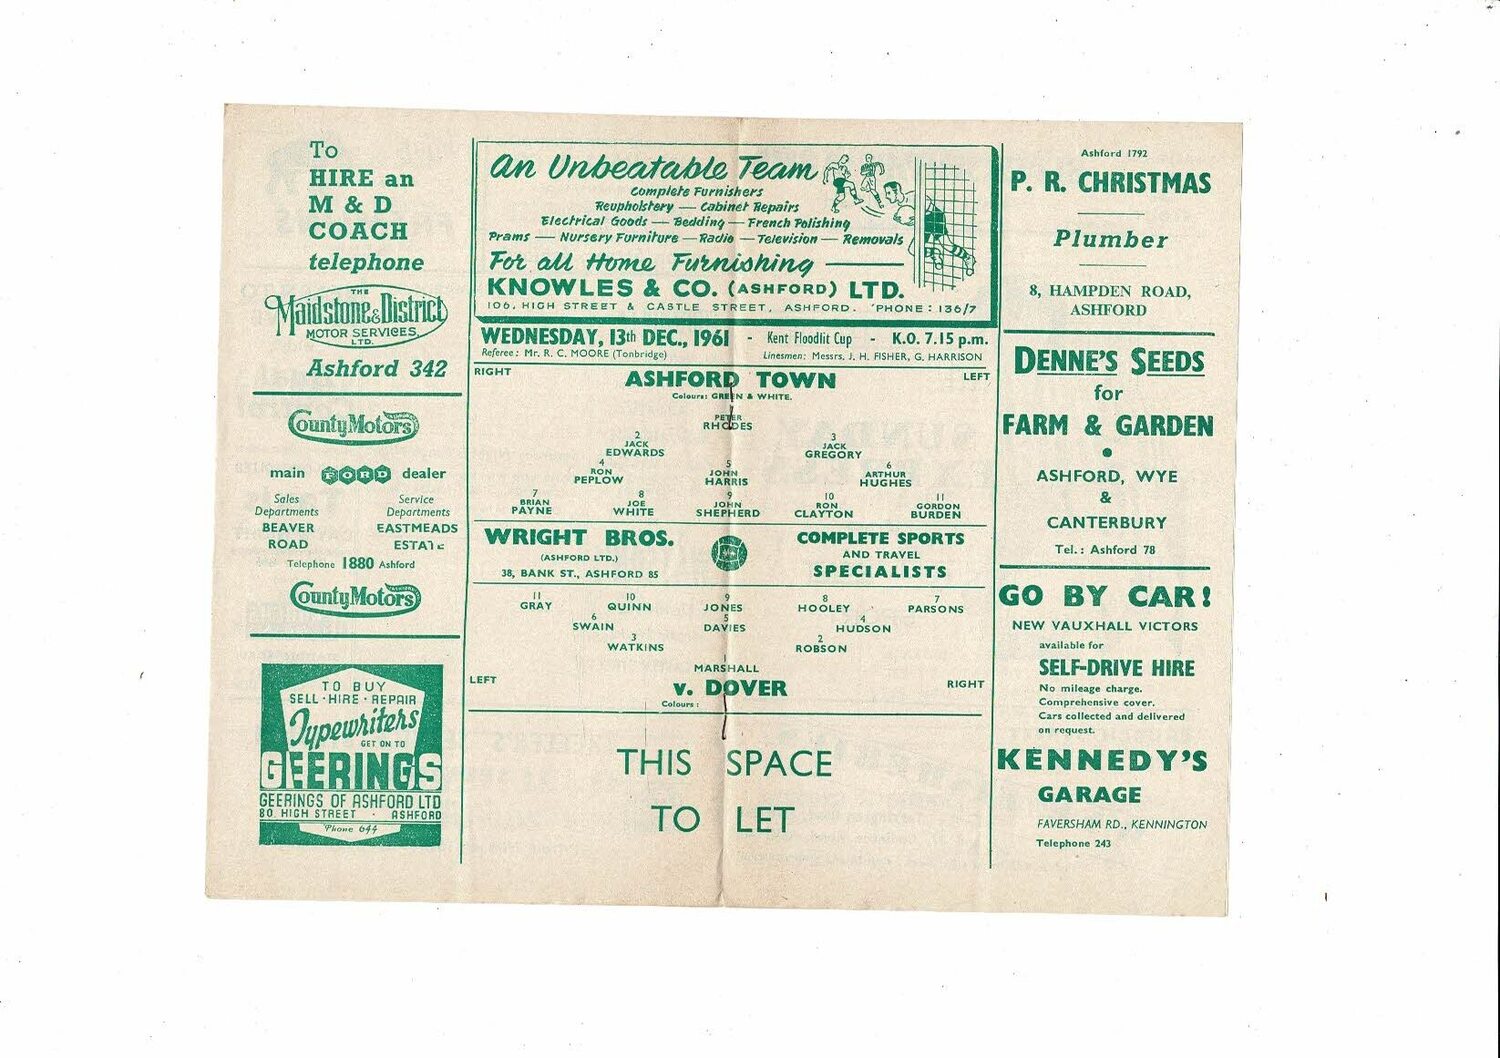 To
HIRE an
M & D
COACH
telephone
THE
Maidstone & District
MOTOR SERVICES,
LTD.
Ashford 342
County Motors
main FORD dealer
Sales Departments
BEAVER ROAD
Service Departments
EASTMEADS ESTATE
Telephone 1880 Ashford
County Motors
TO BUY
SELL · HIRE · REPAIR
Typewriters
GET ON TO
GEERINGS
GEERINGS OF ASHFORD LTD
80. HIGH STREET · ASHFORD
Phone 644
An Unbeatable Team
Complete Furnishers
Reupholstery — Cabinet Repairs
Electrical Goods — Bedding — French Polishing
Prams — Nursery Furniture — Radio — Television — Removals
For all Home Furnishing
KNOWLES & CO. (ASHFORD) LTD.
106, HIGH STREET & CASTLE STREET, ASHFORD. 'PHONE : 136/7
WEDNESDAY, 13th DEC., 1961 - Kent Floodlit Cup - K.O. 7.15 p.m.
Referee : Mr. R. C. MOORE (Tonbridge) Linesmen: Messrs, J. H. FISHER, G. HARRISON
RIGHT ASHFORD TOWN LEFT
Colours: GREEN & WHITE.
PETER
RHODES
2 3
JACK JACK
EDWARDS GREGORY
4 5 6
RON JOHN ARTHUR
PEPLOW HARRIS HUGHES
7 8 9 10 11
BRIAN JOE JOHN RON GORDON
PAYNE WHITE SHEPHERD CLAYTON BURDEN
WRIGHT BROS.
(ASHFORD LTD.)
38, BANK ST., ASHFORD 85
COMPLETE SPORTS
AND TRAVEL
SPECIALISTS
11 10 9 8 7
GRAY QUINN JONES HOOLEY PARSONS
6 5 4
SWAIN DAVIES HUDSON
3 2
WATKINS ROBSON
1
MARSHALL
LEFT v. DOVER RIGHT
Colours :
THIS SPACE
TO LET
Ashford 1792
P. R. CHRISTMAS
Plumber
8, HAMPDEN ROAD,
ASHFORD
DENNE'S SEEDS
for
FARM & GARDEN
ASHFORD, WYE
&
CANTERBURY
Tel. : Ashford 78
GO BY CAR!
NEW VAUXHALL VICTORS
available for
SELF-DRIVE HIRE
No mileage charge.
Comprehensive cover.
Cars collected and delivered
on request.
KENNEDY'S
GARAGE
FAVERSHAM RD., KENNINGTON
Telephone 243